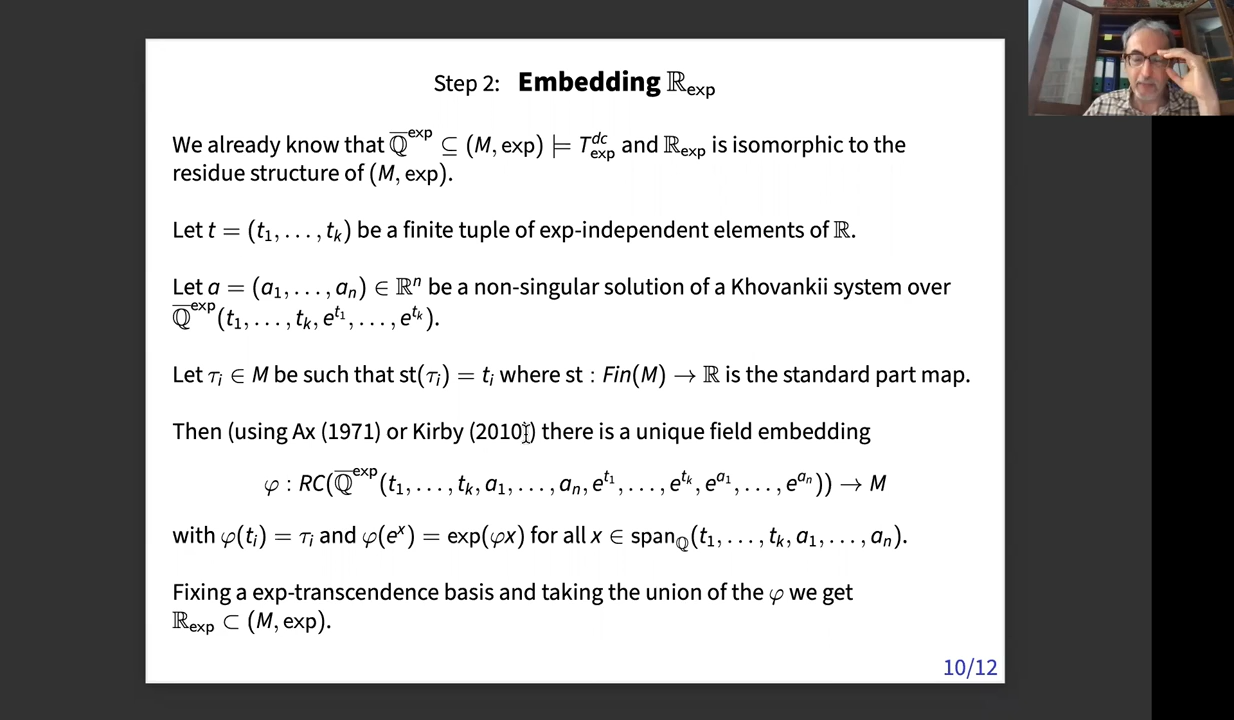 Step 2: Embedding ℝ_exp
We already know that ℚ̅^exp ⊆ (M, exp) ⊨ T^dc_exp and ℝ_exp is isomorphic to the
residue structure of (M, exp).
Let t = (t₁, . . . , tₖ) be a finite tuple of exp-independent elements of ℝ.
Let a = (a₁, . . . , aₙ) ∈ ℝⁿ be a non-singular solution of a Khovankii system over
ℚ̅^exp(t₁, . . . , tₖ, e^{t₁}, . . . , e^{tₖ}).
Let τᵢ ∈ M be such that st(τᵢ) = tᵢ where st : Fin(M) → ℝ is the standard part map.
Then (using Ax (1971) or Kirby (2010)) there is a unique field embedding
φ : RC(ℚ̅^exp(t₁, . . . , tₖ, a₁, . . . , aₙ, e^{t₁}, . . . , e^{tₖ}, e^{a₁}, . . . , e^{aₙ})) → M
with φ(tᵢ) = τᵢ and φ(e^x) = exp(φx) for all x ∈ span_ℚ(t₁, . . . , tₖ, a₁, . . . , aₙ).
Fixing a exp-transcendence basis and taking the union of the φ we get
ℝ_exp ⊂ (M, exp).
10/12